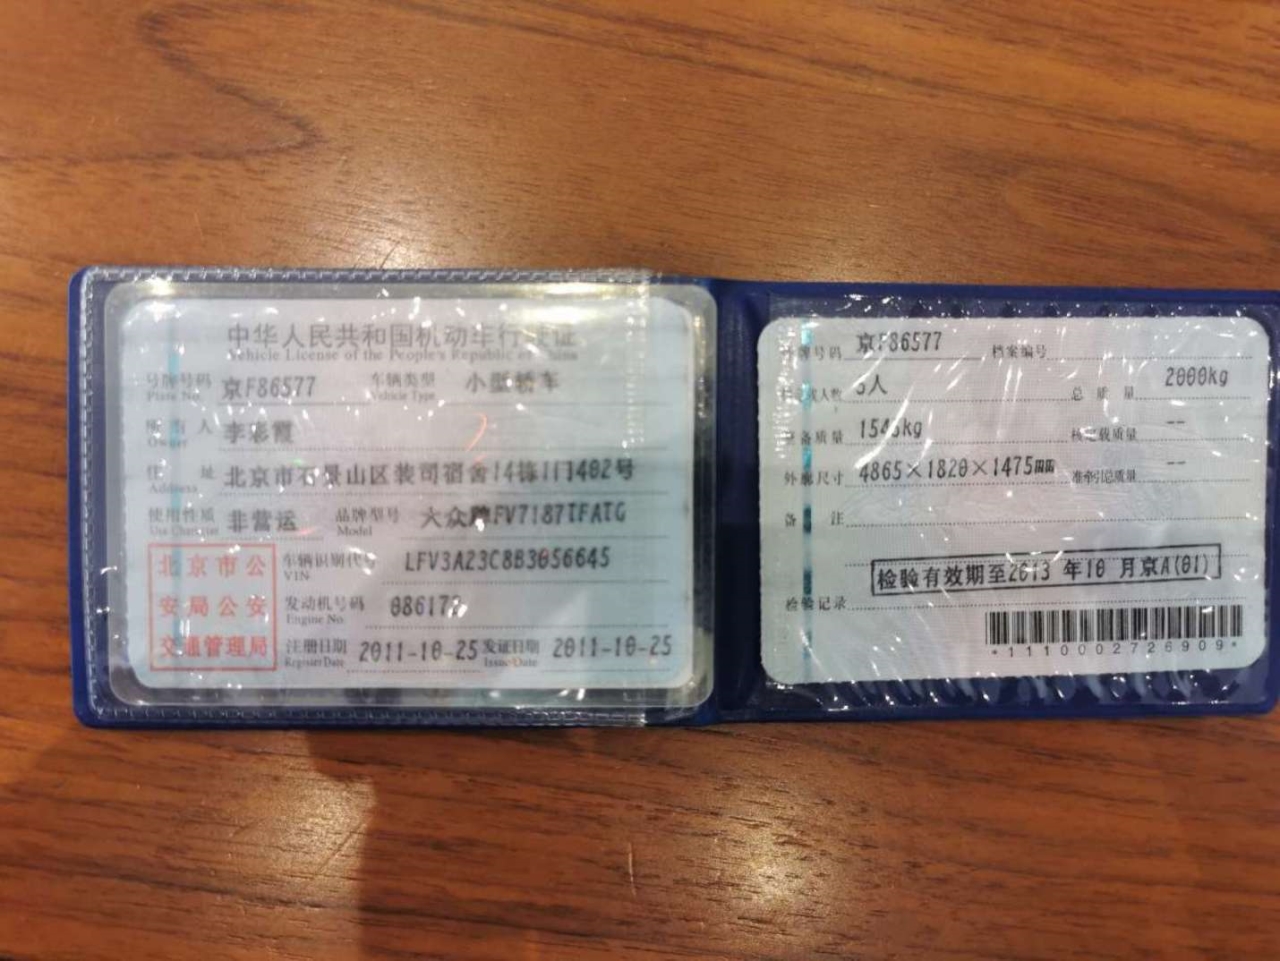 中华人民共和国机动车行驶证
Vehicle License of the People's Republic of China
号牌号码 京F86577 车辆类型 小型轿车
Plate No. Vehicle Type
所有人 李彩霞
Owner
住址 北京市石景山区装司宿舍14栋1门402号
Address
使用性质 非营运 品牌型号 大众牌FV7187TFATG
Use Character Model
北京市公
安局公安
交通管理局
车辆识别代号 LFV3A23C8B3056645
VIN
发动机号码 08617
Engine No.
注册日期 2011-10-25 发证日期 2011-10-25
Register Date Issue Date
号牌号码 京F86577 档案编号
核定载人数 5人 总质量 2000kg
整备质量 154 kg 核定载质量 --
外廓尺寸 4865×1820×1475mm 准牵引总质量 --
备注
检验有效期至2013年10月京A(01)
检验记录
*1110002726909*